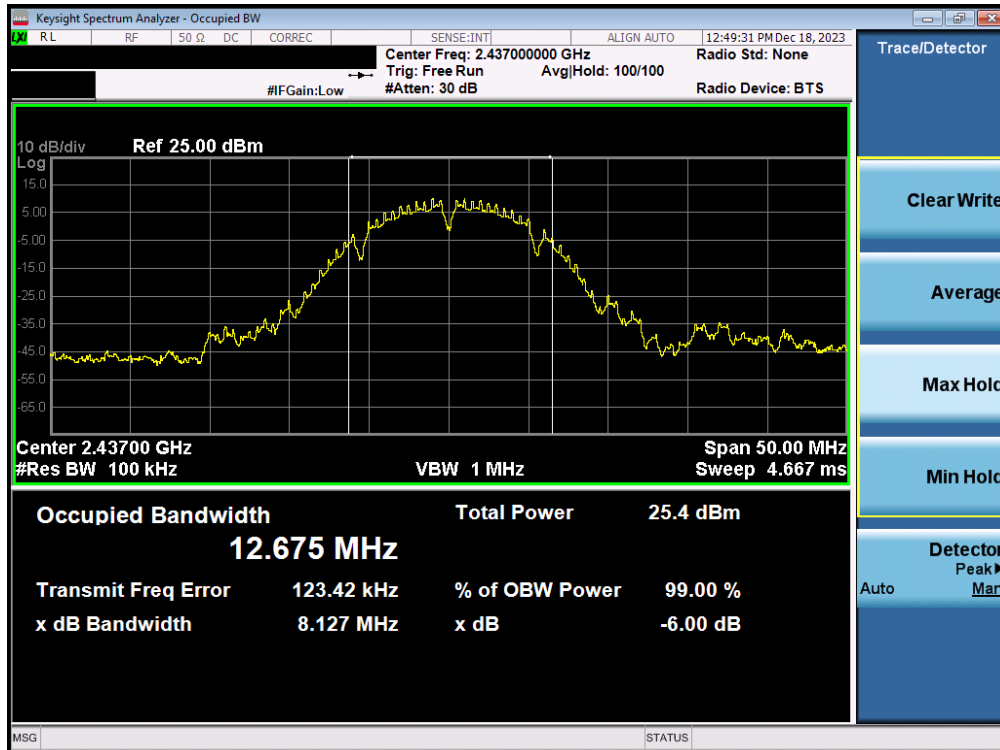 Keysight Spectrum Analyzer - Occupied BW
LXI RL RF 50 Ω DC CORREC SENSE:INT ALIGN AUTO 12:49:31 PM Dec 18, 2023
Center Freq: 2.437000000 GHz Radio Std: None
Trig: Free Run Avg|Hold: 100/100
#IFGain:Low #Atten: 30 dB Radio Device: BTS
10 dB/div Ref 25.00 dBm
Log
15.0
5.00
-5.00
-15.0
-25.0
-35.0
-45.0
-55.0
-65.0
Center 2.43700 GHz Span 50.00 MHz
#Res BW 100 kHz VBW 1 MHz Sweep 4.667 ms
Occupied Bandwidth Total Power 25.4 dBm
12.675 MHz
Transmit Freq Error 123.42 kHz % of OBW Power 99.00 %
x dB Bandwidth 8.127 MHz x dB -6.00 dB
MSG STATUS
Trace/Detector
Clear Write
Average
Max Hold
Min Hold
Detector
Peak
Auto Man